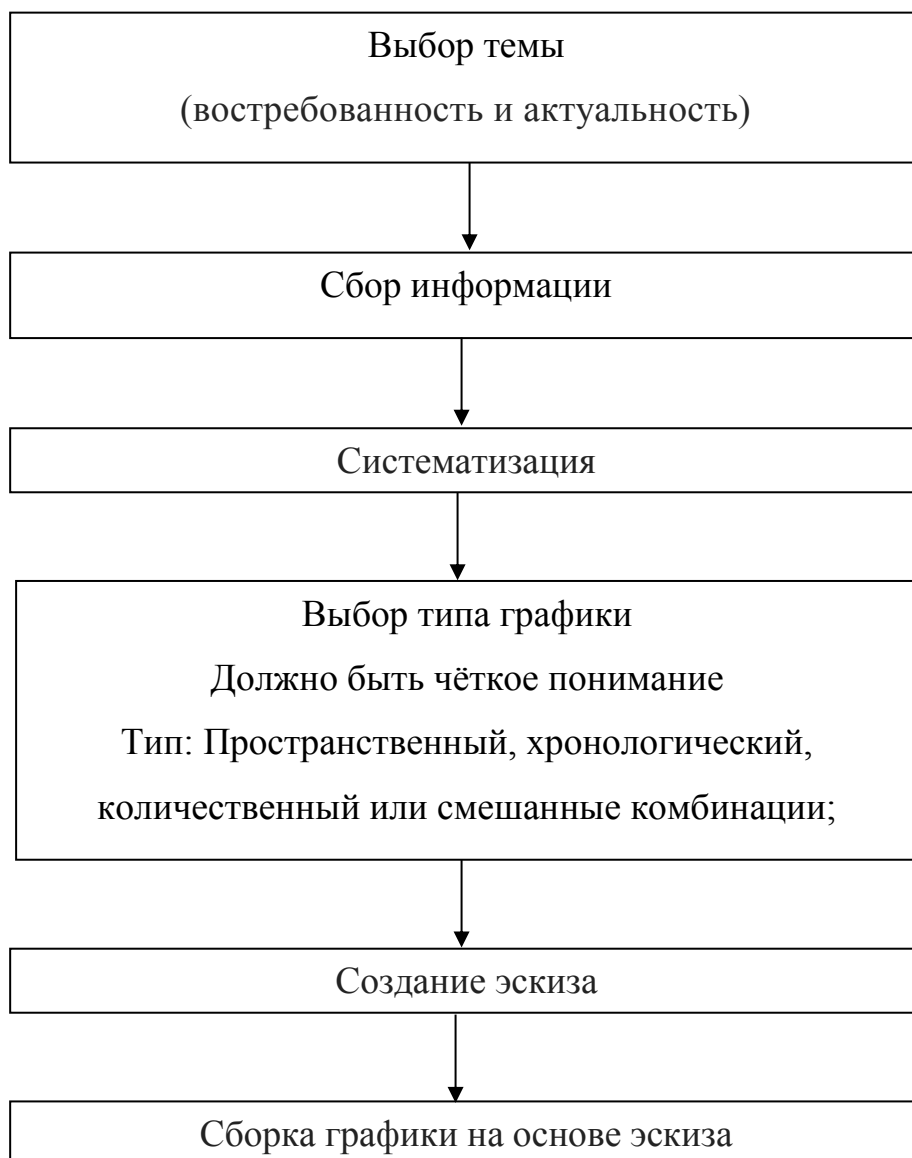 Выбор темы
(востребованность и актуальность)
Сбор информации
Систематизация
Выбор типа графики
Должно быть чёткое понимание
Тип: Пространственный, хронологический,
количественный или смешанные комбинации;
Создание эскиза
Сборка графики на основе эскиза